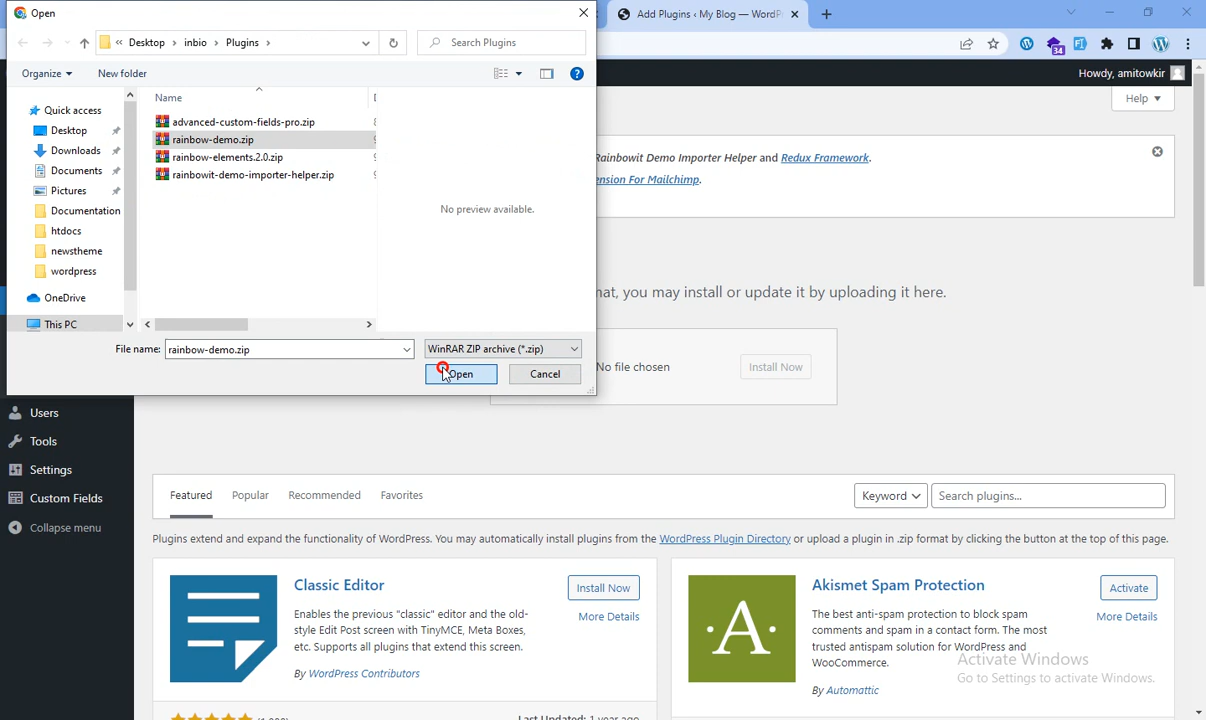 Open
Add Plugins ‹ My Blog — WordP
« Desktop › inbio › Plugins ›
Search Plugins
34
Organize
New folder
Howdy, amitowkir
Help
Name
Quick access
Desktop
Downloads
Documents
Pictures
Documentation
htdocs
newstheme
wordpress
OneDrive
This PC
advanced-custom-fields-pro.zip
rainbow-demo.zip
rainbow-elements.2.0.zip
rainbowit-demo-importer-helper.zip
No preview available.
Rainbowit Demo Importer Helper and Redux Framework.
ension For Mailchimp.
mat, you may install or update it by uploading it here.
File name:
rainbow-demo.zip
WinRAR ZIP archive (*.zip)
Open
Cancel
No file chosen
Install Now
Users
Tools
Settings
Custom Fields
Collapse menu
Featured
Popular
Recommended
Favorites
Keyword
Search plugins...
Plugins extend and expand the functionality of WordPress. You may automatically install plugins from the WordPress Plugin Directory or upload a plugin in .zip format by clicking the button at the top of this page.
Classic Editor
Install Now
More Details
Enables the previous "classic" editor and the old-
style Edit Post screen with TinyMCE, Meta Boxes,
etc. Supports all plugins that extend this screen.
By WordPress Contributors
Akismet Spam Protection
Activate
More Details
The best anti-spam protection to block spam
comments and spam in a contact form. The most
trusted antispam solution for WordPress and
WooCommerce.
By Automattic
·A·
Activate Windows
Go to Settings to activate Windows.
Last Updated: 1 year ago